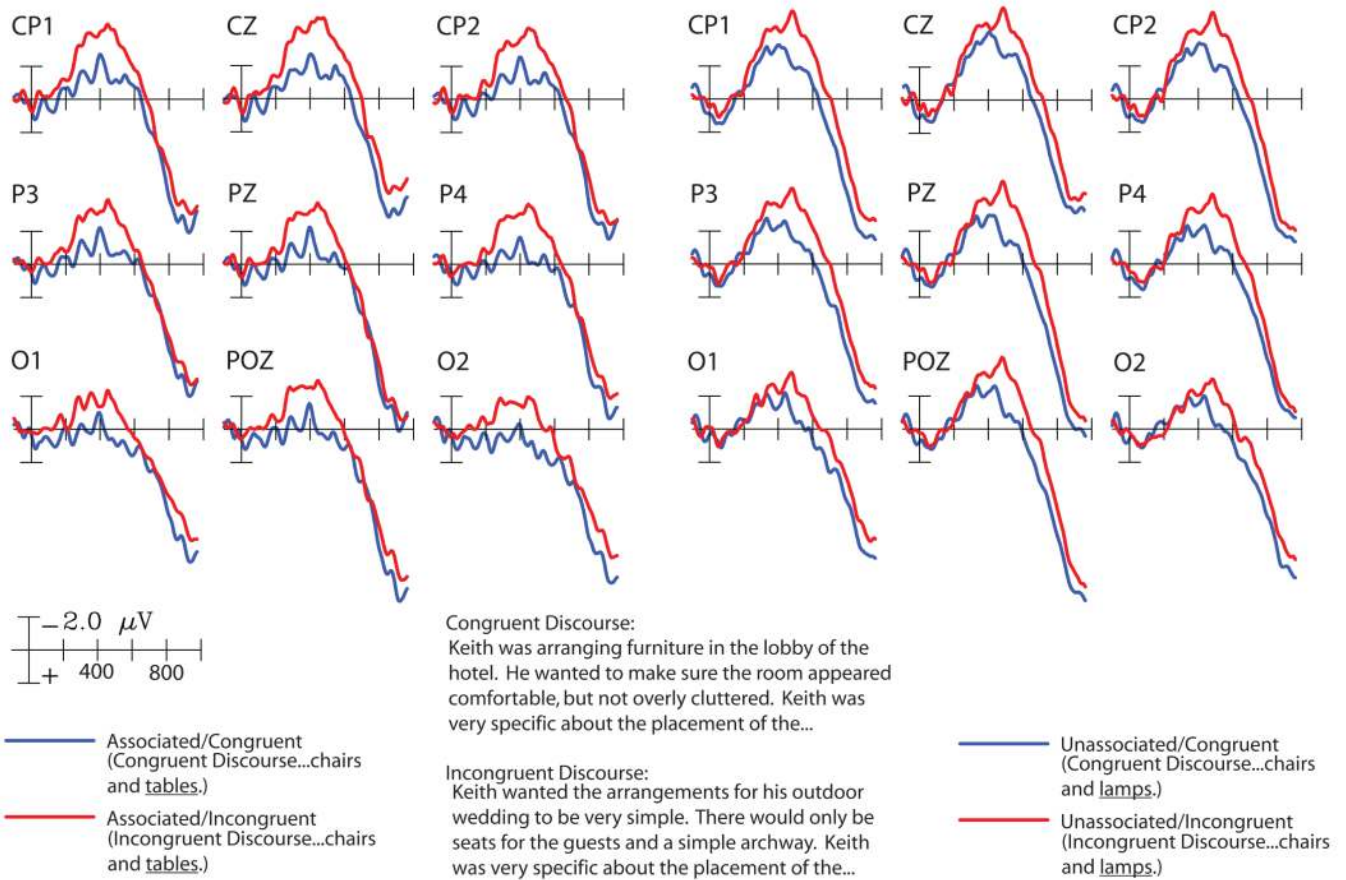 CP1 CZ CP2 CP1 CZ CP2
P3 PZ P4 P3 PZ P4
O1 POZ O2 O1 POZ O2
−2.0 µV
+ 400 800
Associated/Congruent
(Congruent Discourse...chairs
and tables.)
Associated/Incongruent
(Incongruent Discourse...chairs
and tables.)
Congruent Discourse:
Keith was arranging furniture in the lobby of the
hotel. He wanted to make sure the room appeared
comfortable, but not overly cluttered. Keith was
very specific about the placement of the...
Incongruent Discourse:
Keith wanted the arrangements for his outdoor
wedding to be very simple. There would only be
seats for the guests and a simple archway. Keith
was very specific about the placement of the...
Unassociated/Congruent
(Congruent Discourse...chairs
and lamps.)
Unassociated/Incongruent
(Incongruent Discourse...chairs
and lamps.)